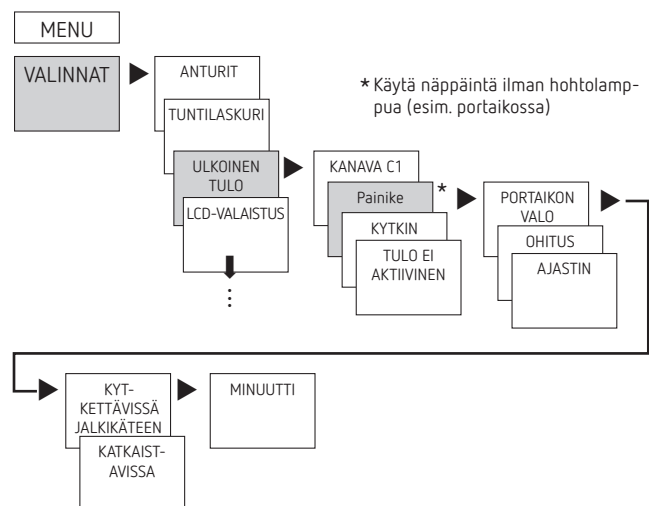 MENU
VALINNAT
ANTURIT
TUNTILASKURI
ULKOINEN
TULO
LCD-VALAISTUS
* Käytä näppäintä ilman hohtolamp-
pua (esim. portaikossa)
KANAVA C1
Painike *
KYTKIN
TULO EI
AKTIIVINEN
PORTAIKON
VALO
OHITUS
AJASTIN
KYT-
KETTÄVISSÄ
JALKIKÄTEEN
KATKAIST-
AVISSA
MINUUTTI